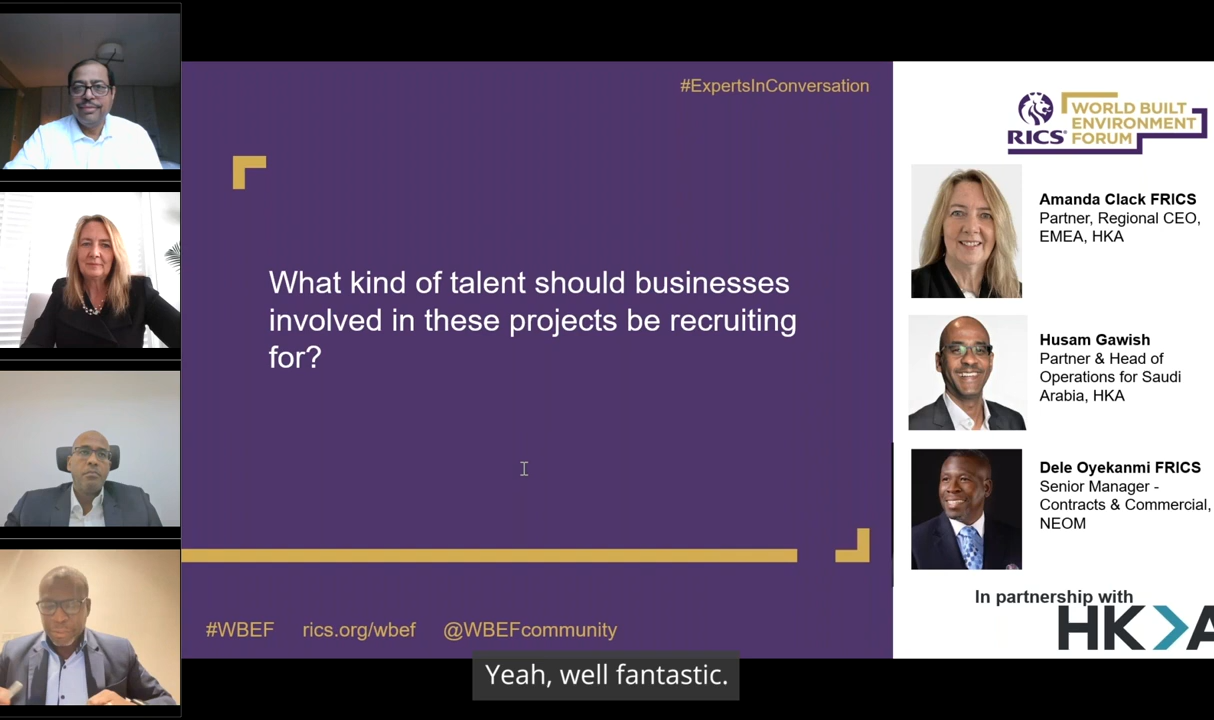 #ExpertsInConversation
What kind of talent should businesses
involved in these projects be recruiting
for?
#WBEF
rics.org/wbef
@WBEFcommunity
RICS
WORLD BUILT
ENVIRONMENT
FORUM
Amanda Clack FRICS
Partner, Regional CEO,
EMEA, HKA
Husam Gawish
Partner & Head of
Operations for Saudi
Arabia, HKA
Dele Oyekanmi FRICS
Senior Manager -
Contracts & Commercial,
NEOM
In partnership with
HKA
Yeah, well fantastic.